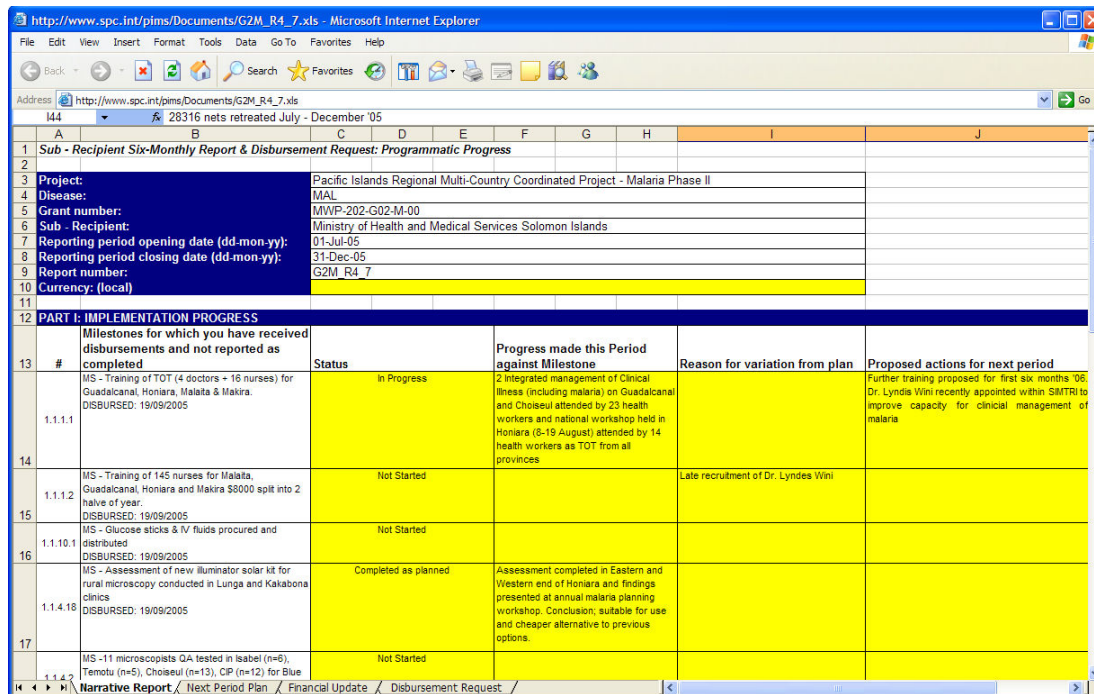 http://www.spc.int/pims/Documents/G2M_R4_7.xls - Microsoft Internet Explorer
File Edit View Insert Format Tools Data Go To Favorites Help
Back Search Favorites
Address http://www.spc.int/pims/Documents/G2M_R4_7.xls Go
I44 fx 28316 nets retreated July - December '05
A B C D E F G H I J
1 Sub - Recipient Six-Monthly Report & Disbursement Request: Programmatic Progress
2
3 Project: Pacific Islands Regional Multi-Country Coordinated Project - Malaria Phase II
4 Disease: MAL
5 Grant number: MWP-202-G02-M-00
6 Sub - Recipient: Ministry of Health and Medical Services Solomon Islands
7 Reporting period opening date (dd-mon-yy): 01-Jul-05
8 Reporting period closing date (dd-mon-yy): 31-Dec-05
9 Report number: G2M_R4_7
10 Currency: (local)
11
12 PART I: IMPLEMENTATION PROGRESS
13 #
Milestones for which you have received
disbursements and not reported as
completed
Status
Progress made this Period
against Milestone
Reason for variation from plan
Proposed actions for next period
14
1.1.1.1
MS - Training of TOT (4 doctors + 16 nurses) for
Guadalcanal, Honiara, Malaita & Makira.
DISBURSED: 19/09/2005
In Progress
2 Integrated management of Clinical
Illness (including malaria) on Guadalcanal
and Choiseul attended by 23 health
workers and national workshop held in
Honiara (8-19 August) attended by 14
health workers as TOT from all
provinces
Further training proposed for first six months '06.
Dr. Lyndis Wini recently appointed within SIMTRI to
improve capacity for clinicial management of
malaria
15
1.1.1.2
MS - Training of 145 nurses for Malaita,
Guadalcanal, Honiara and Makira $8000 split into 2
halve of year.
DISBURSED: 19/09/2005
Not Started
Late recruitment of Dr. Lyndes Wini
16
1.1.10.1
MS - Glucose sticks & IV fluids procured and
distributed
DISBURSED: 19/09/2005
Not Started
17
1.1.4.18
MS - Assessment of new illuminator solar kit for
rural microscopy conducted in Lunga and Kakabona
clinics
DISBURSED: 19/09/2005
Completed as planned
Assessment completed in Eastern and
Western end of Honiara and findings
presented at annual malaria planning
workshop. Conclusion; suitable for use
and cheaper alternative to previous
options.
MS -11 microscopists QA tested in Isabel (n=6),
Temotu (n=5), Choiseul (n=13), CIP (n=12) for Blue
Not Started
Narrative Report Next Period Plan Financial Update Disbursement Request